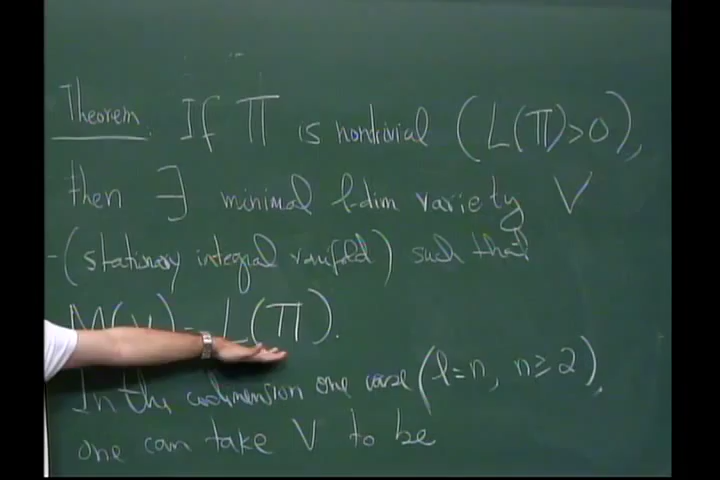 Theorem. If Π is nontrivial (L(Π)>0),
then ∃ minimal l-dim variety V
-(stationary integral varifold) such that
M(V) = L(Π).
In the codimension one case (l=n, n≥2),
one can take V to be